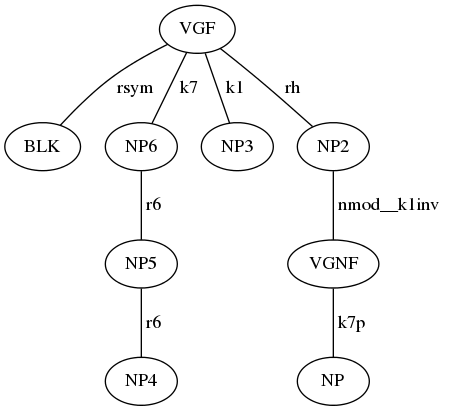 VGF
rsym k7 k1 rh
BLK NP6 NP3 NP2
r6 nmod__k1inv
NP5 VGNF
r6 k7p
NP4 NP